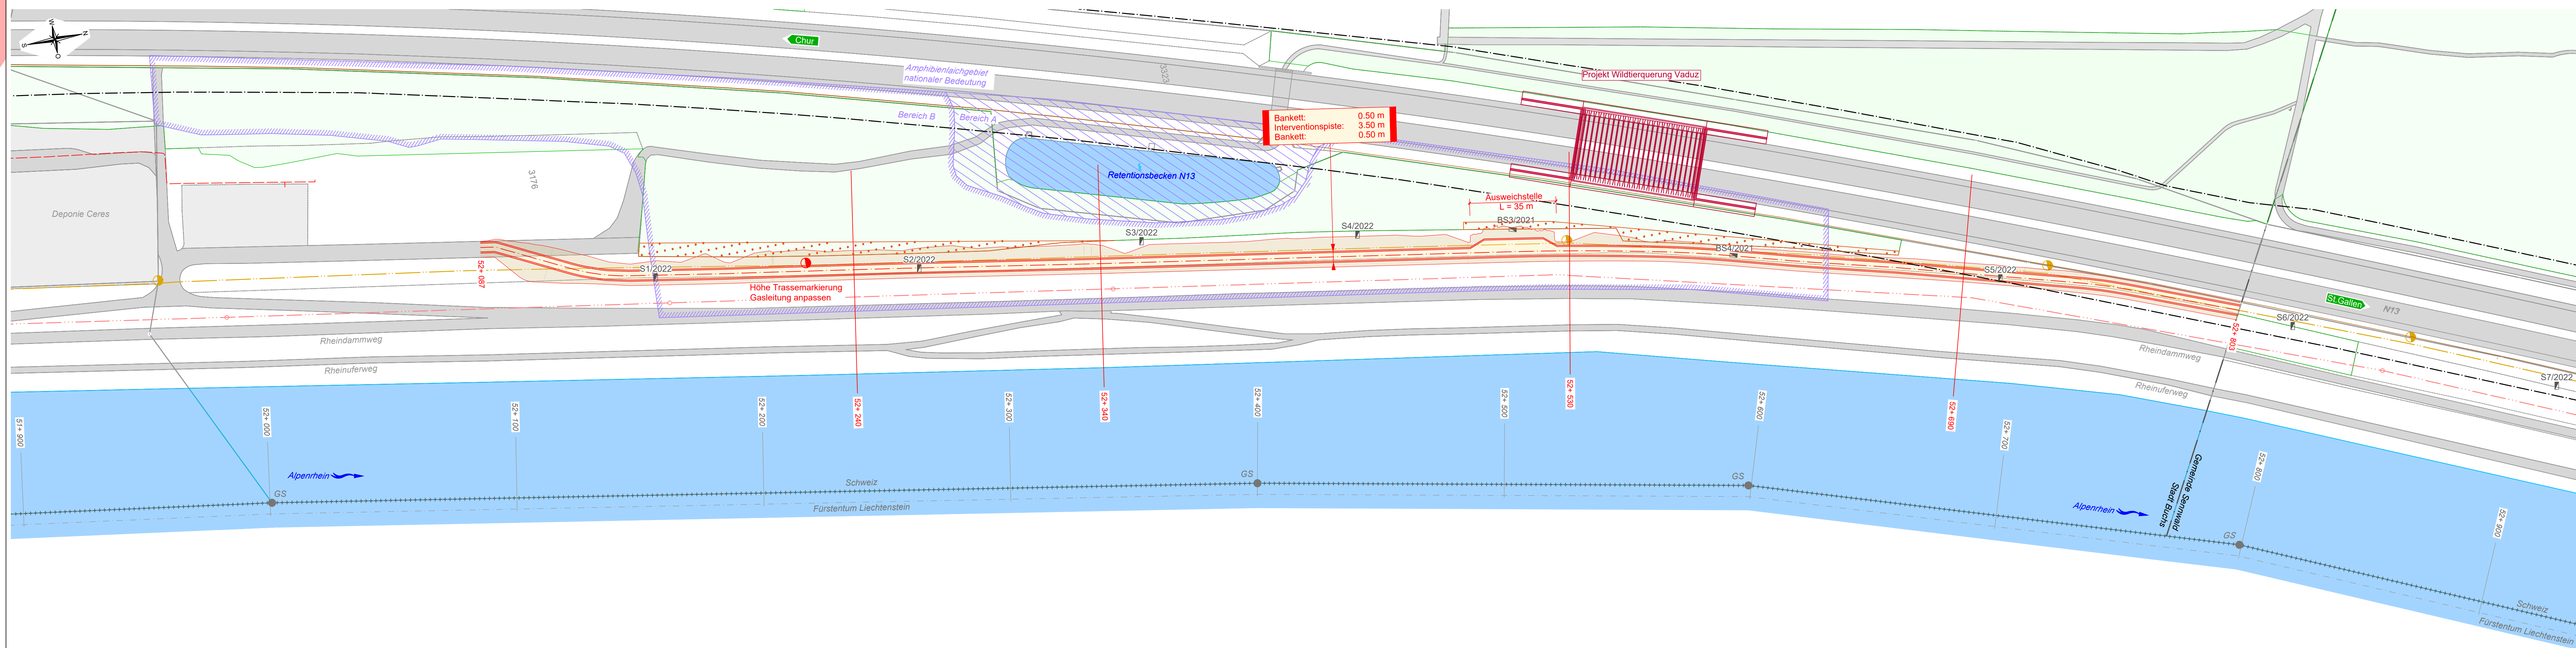 W
N
S
O
Chur
Amphibienlaichgebiet
nationaler Bedeutung
3323
Projekt Wildtierquerung Vaduz
Bereich B
Bereich A
Bankett: 0.50 m
Interventionspiste: 3.50 m
Bankett: 0.50 m
3176
Retentionsbecken N13
Deponie Ceres
Ausweichstelle
L = 35 m
BS3/2021
S4/2022
S3/2022
BS4/2021
S2/2022
S1/2022
S5/2022
52+ 087
Höhe Trassemarkierung
Gasleitung anpassen
St.Gallen
N13
S6/2022
52+ 803
S7/2022
Rheindammweg
Rheinuferweg
Rheindammweg
Rheinuferweg
51+ 900
52+ 000
52+ 100
52+ 200
52+ 240
52+ 300
52+ 340
52+ 400
52+ 500
52+ 530
52+ 600
52+ 690
52+ 700
52+ 800
52+ 900
Alpenrhein
GS
Schweiz
Fürstentum Liechtenstein
GS
GS
Alpenrhein
Gemeinde Sennwald
Stadt Buchs
GS
Schweiz
Fürstentum Liechtenstein